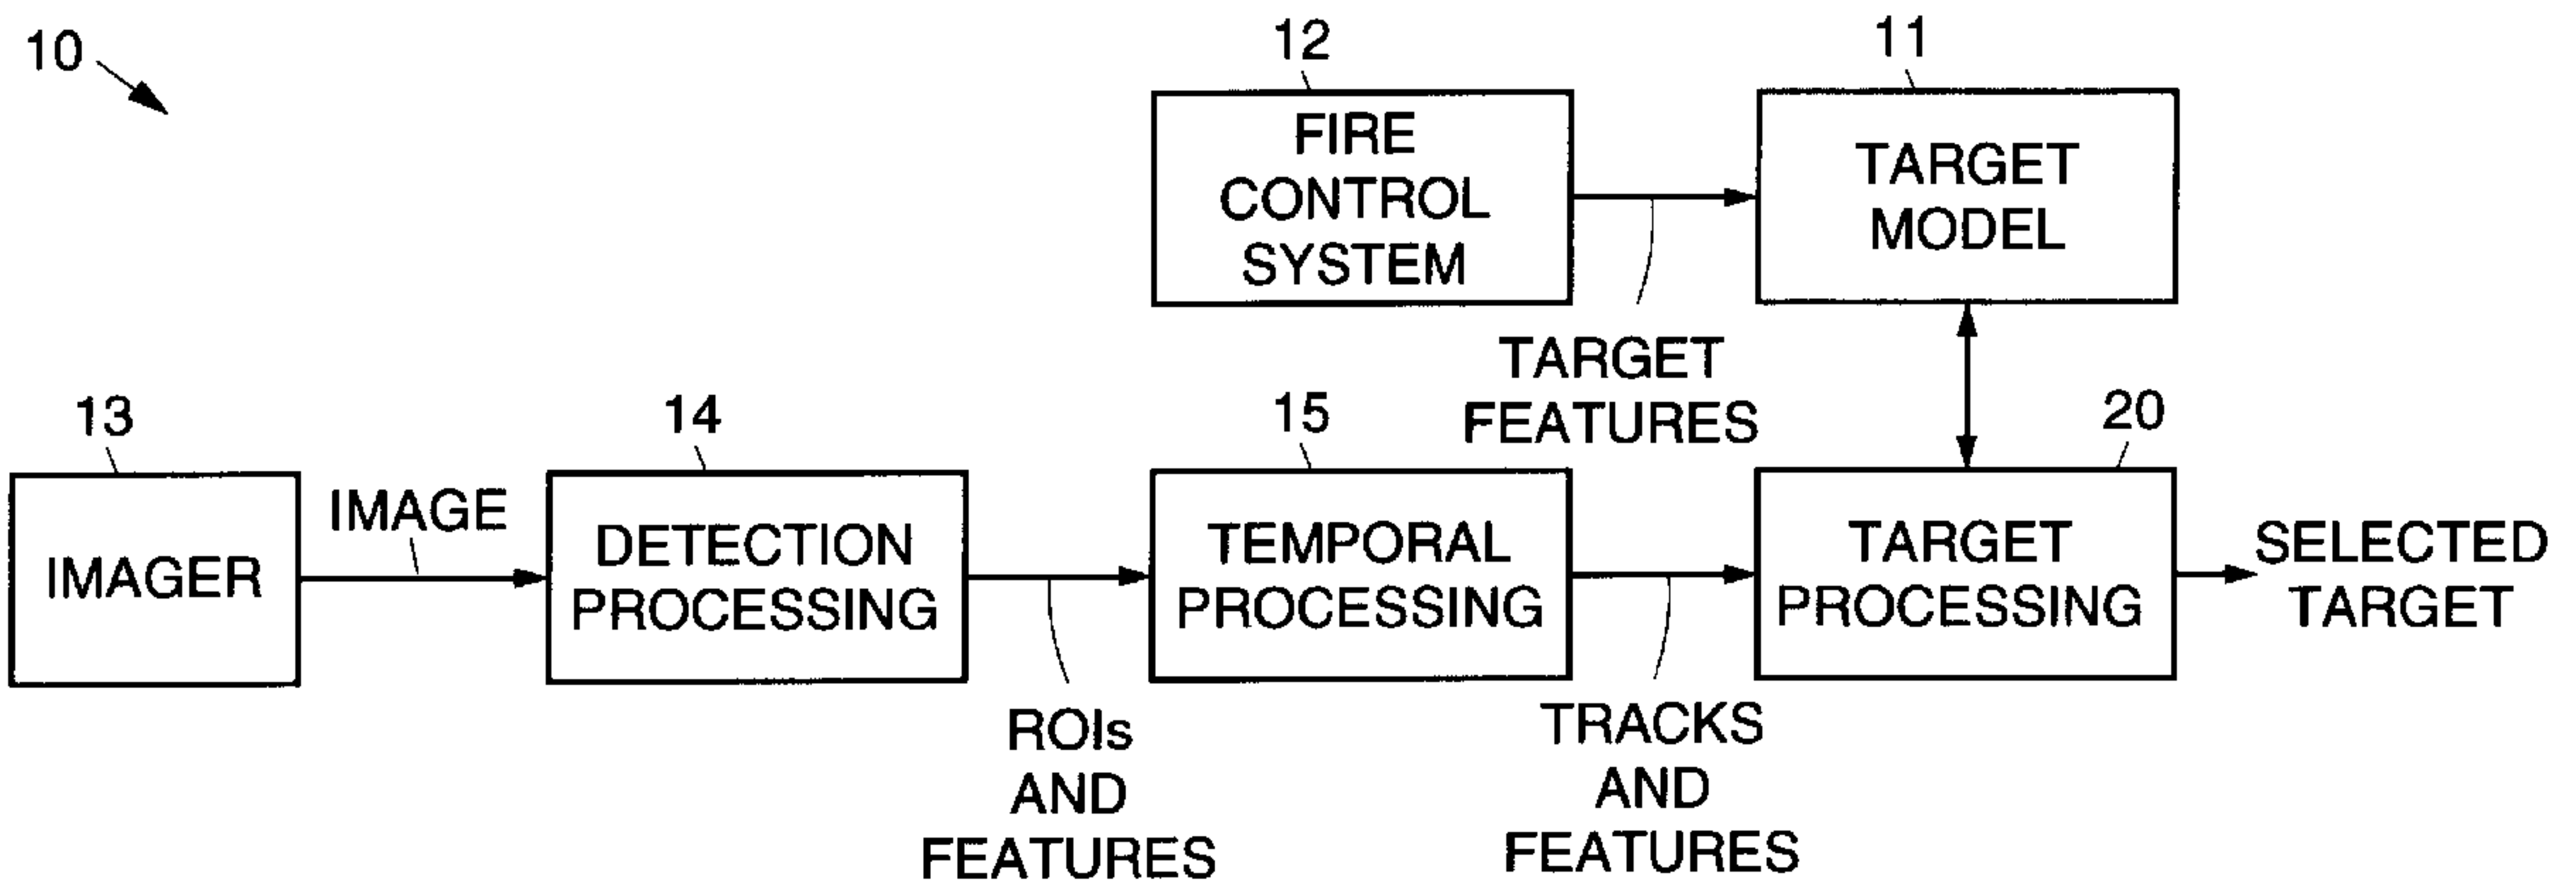 10
12
11
FIRE
CONTROL
SYSTEM
TARGET
MODEL
TARGET
FEATURES
13
14
15
20
IMAGER
IMAGE
DETECTION
PROCESSING
TEMPORAL
PROCESSING
TARGET
PROCESSING
SELECTED
TARGET
ROIs
AND
FEATURES
TRACKS
AND
FEATURES